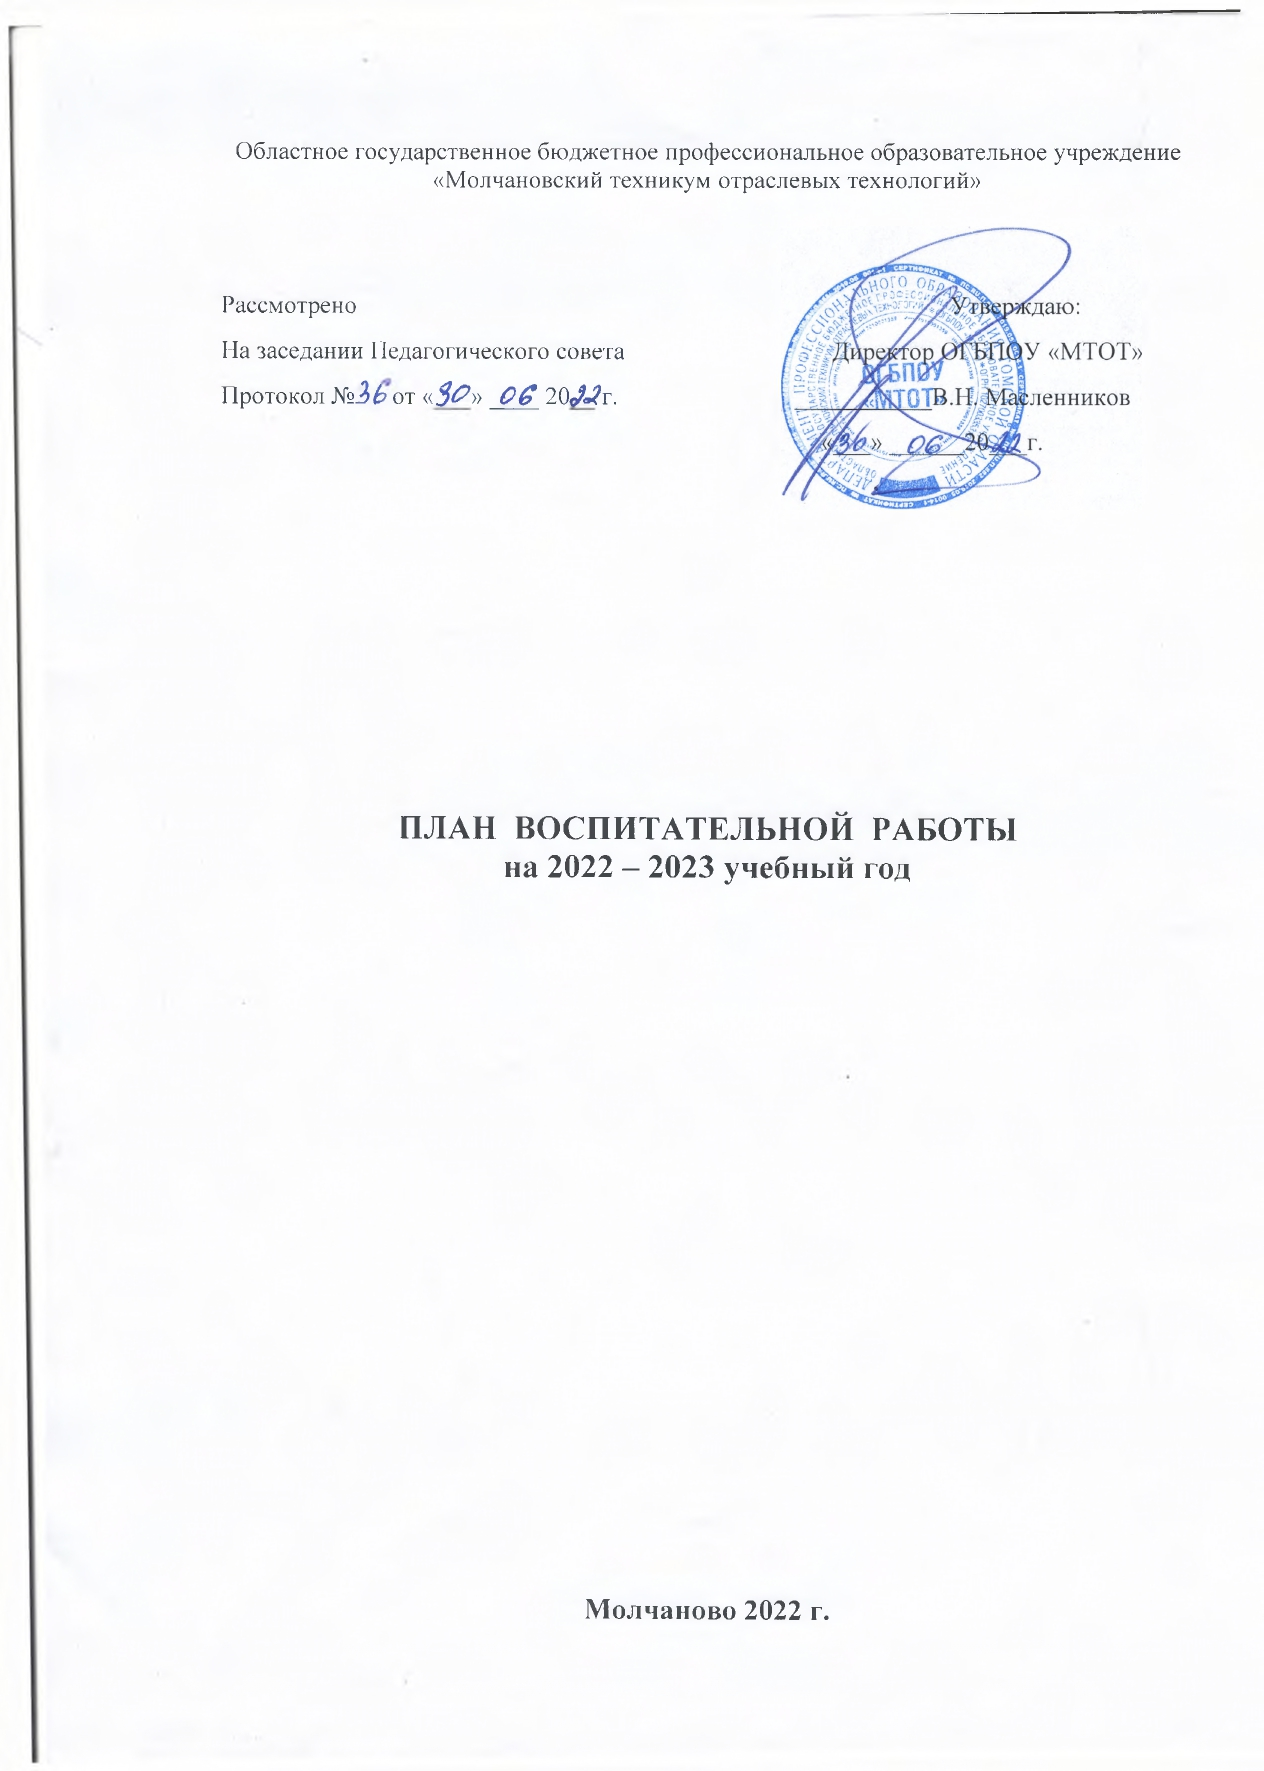 Областное государственное бюджетное профессиональное образовательное учреждение
«Молчановский техникум отраслевых технологий»
Рассмотрено
На заседании Педагогического совета
Протокол №36 от «30» 06 2022г.
Утверждаю:
Директор ОГБПОУ «МТОТ»
В.Н. Масленников
«30» 06 2022 г.
ОГБПОУ
«МТОТ»
ПЛАН ВОСПИТАТЕЛЬНОЙ РАБОТЫ
на 2022 – 2023 учебный год
Молчаново 2022 г.